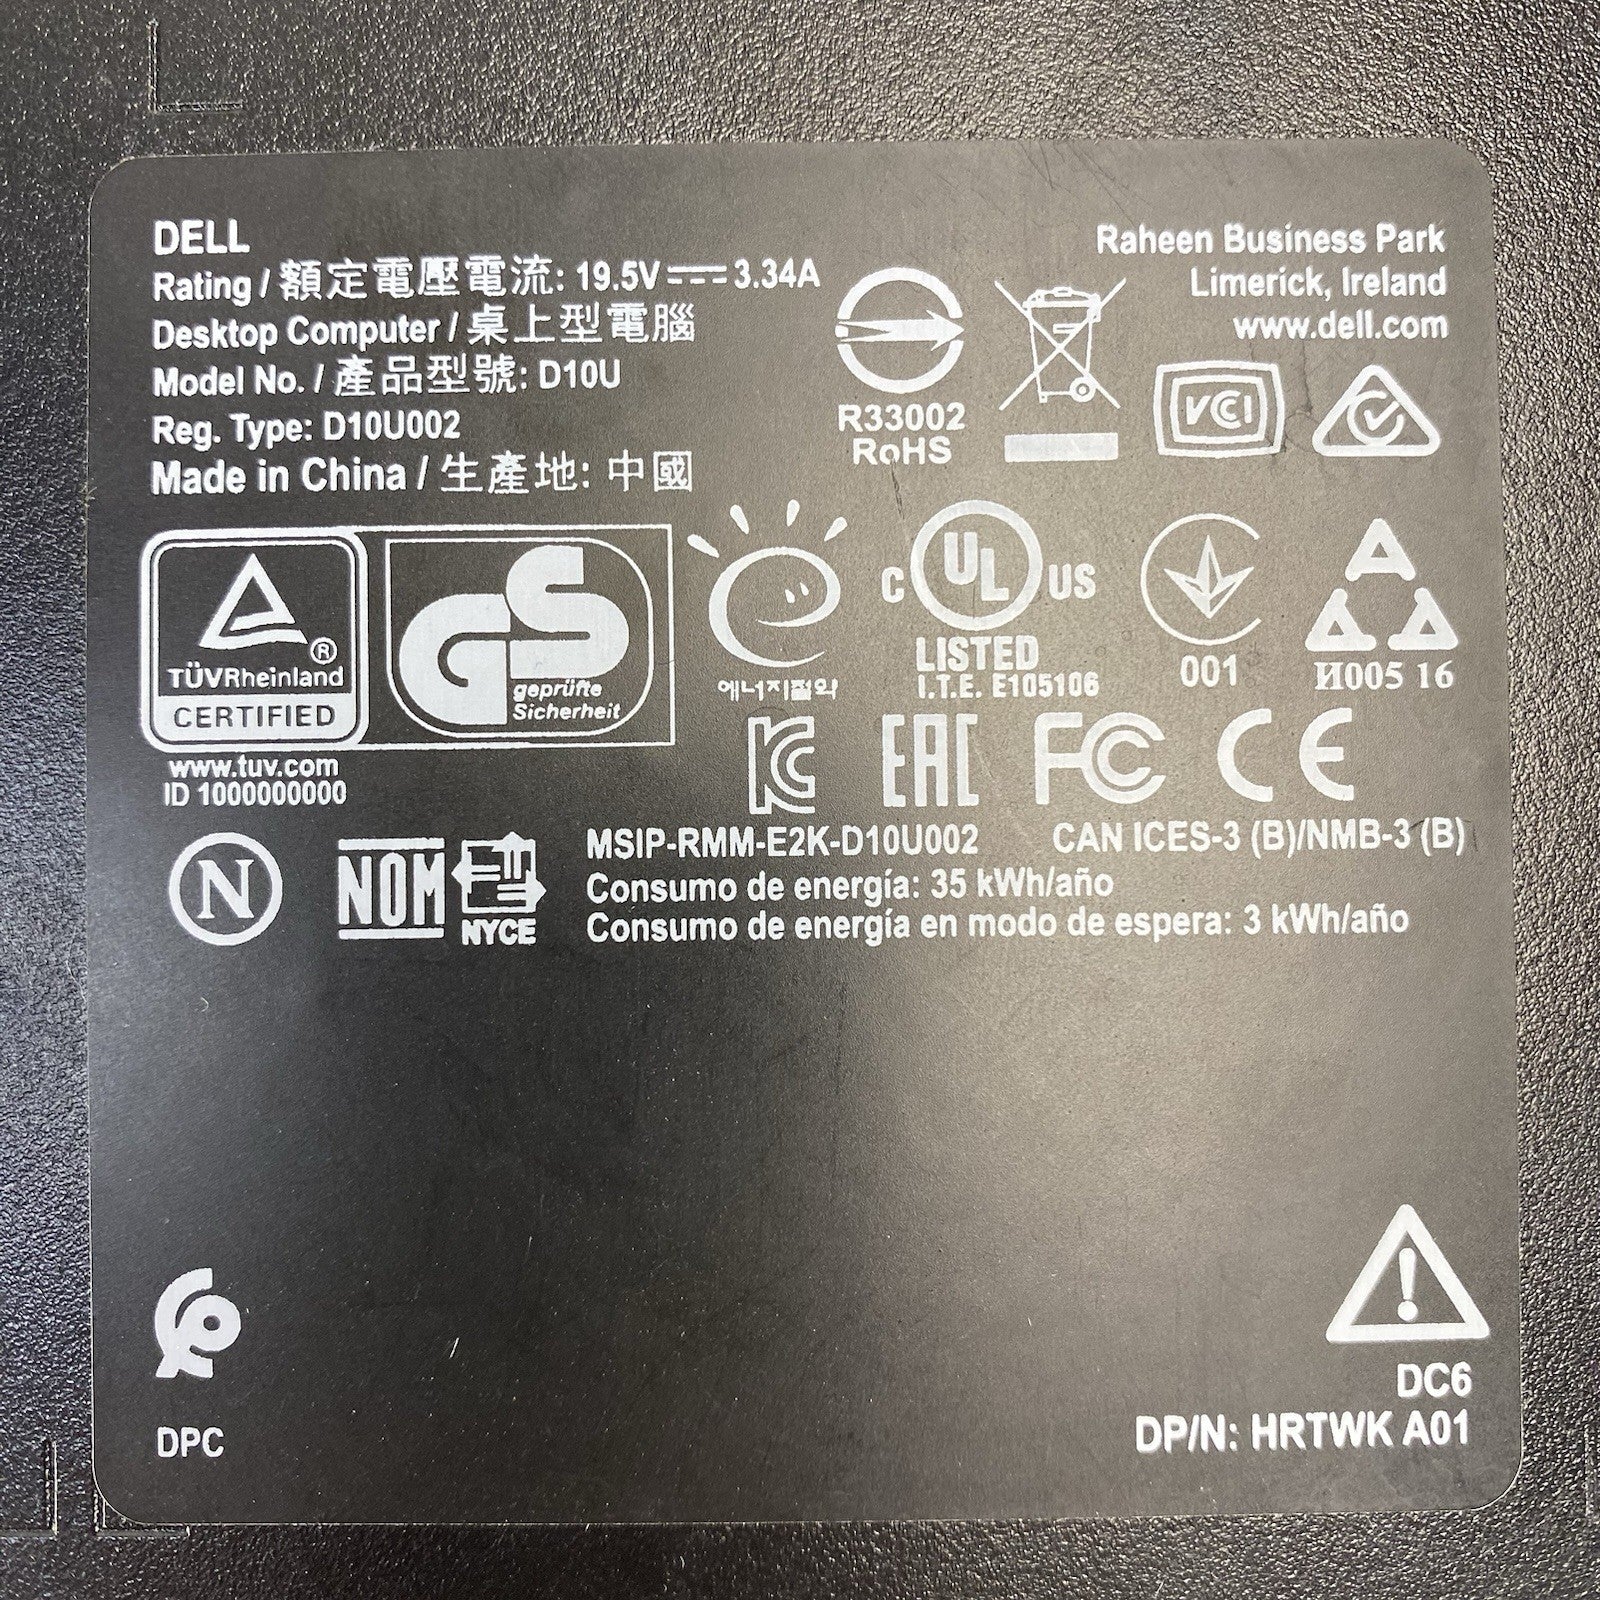 DELL
Rating / 額定電壓電流: 19.5V⎓3.34A
Desktop Computer / 桌上型電腦
Model No. / 產品型號: D10U
Reg. Type: D10U002
Made in China / 生產地: 中國
Raheen Business Park
Limerick, Ireland
www.dell.com
R33002
RoHS
VCI
TÜVRheinland ®
CERTIFIED
www.tuv.com
ID 1000000000
GS
geprüfte
Sicherheit
에너지절약
C UL US
LISTED
I.T.E. E105106
001
И005 16
KC
EAC
FC
CE
N
NOM
NYCE
MSIP-RMM-E2K-D10U002
CAN ICES-3 (B)/NMB-3 (B)
Consumo de energía: 35 kWh/año
Consumo de energía en modo de espera: 3 kWh/año
DPC
DC6
DP/N: HRTWK A01